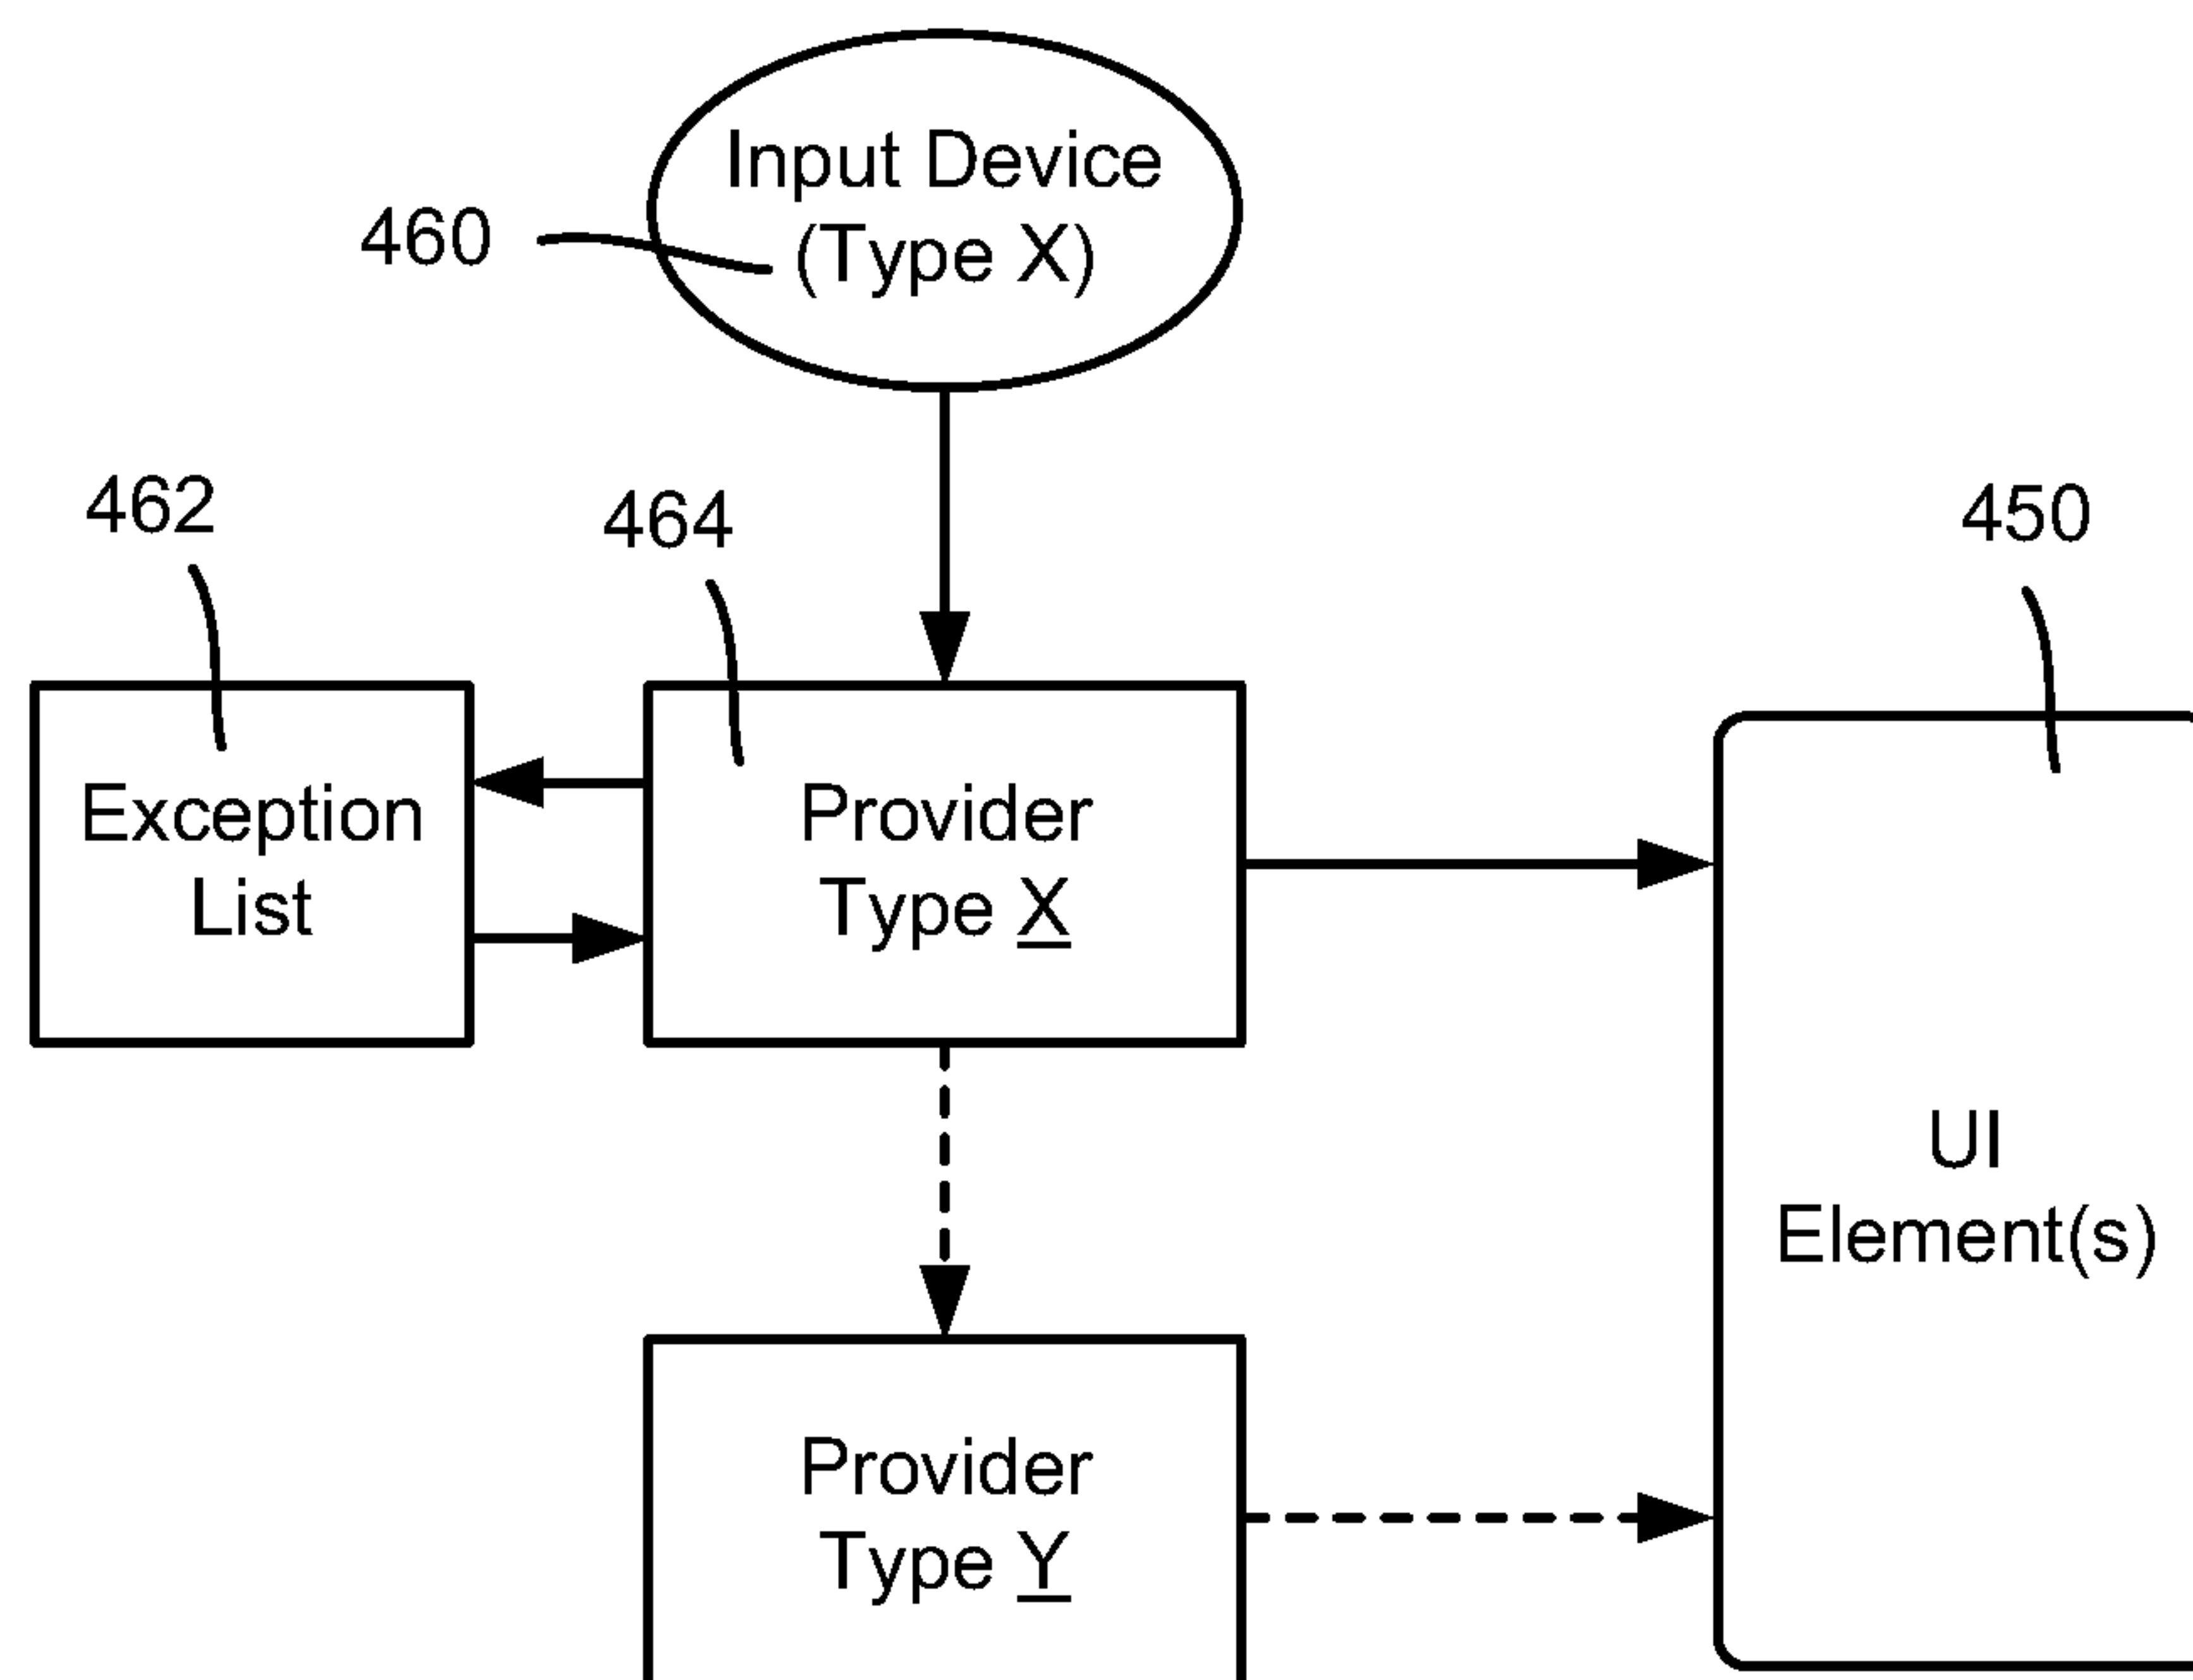 Input Device
(Type X)
460
462
464
450
Exception
List
Provider
Type X
UI
Element(s)
Provider
Type Y